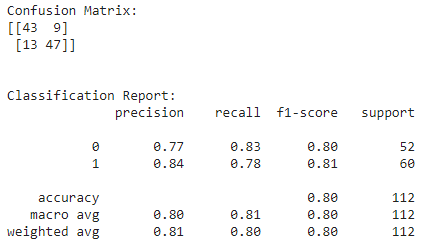 Confusion Matrix:
[[43  9]
 [13 47]]
Classification Report:
              precision    recall  f1-score   support
           0       0.77      0.83      0.80        52
           1       0.84      0.78      0.81        60
    accuracy                           0.80       112
   macro avg       0.80      0.81      0.80       112
weighted avg       0.81      0.80      0.80       112